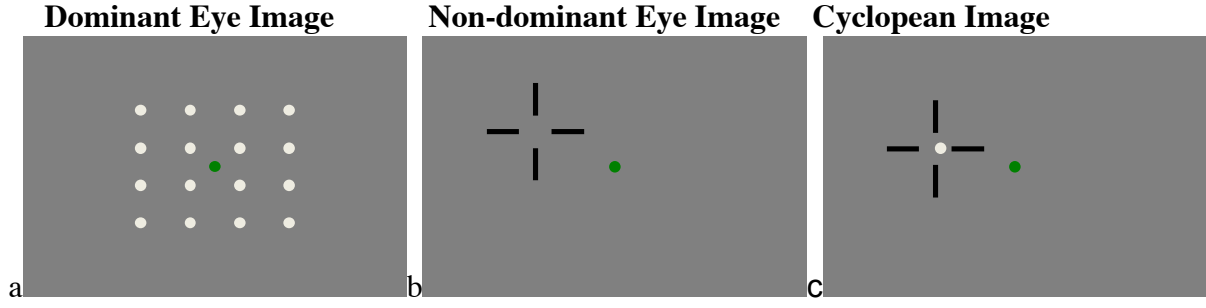 Dominant Eye Image
Non-dominant Eye Image
Cyclopean Image
a
b
c